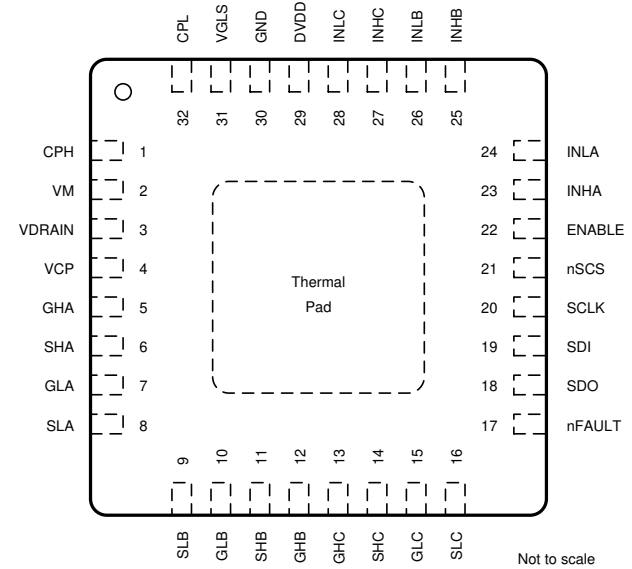 CPL
VGLS
GND
DVDD
INLC
INHC
INLB
INHB
32
31
30
29
28
27
26
25
CPH 1
VM 2
VDRAIN 3
VCP 4
GHA 5
SHA 6
GLA 7
SLA 8
24 INLA
23 INHA
22 ENABLE
21 nSCS
20 SCLK
19 SDI
18 SDO
17 nFAULT
Thermal
Pad
9
10
11
12
13
14
15
16
SLB
GLB
SHB
GHB
GHC
SHC
GLC
SLC
Not to scale